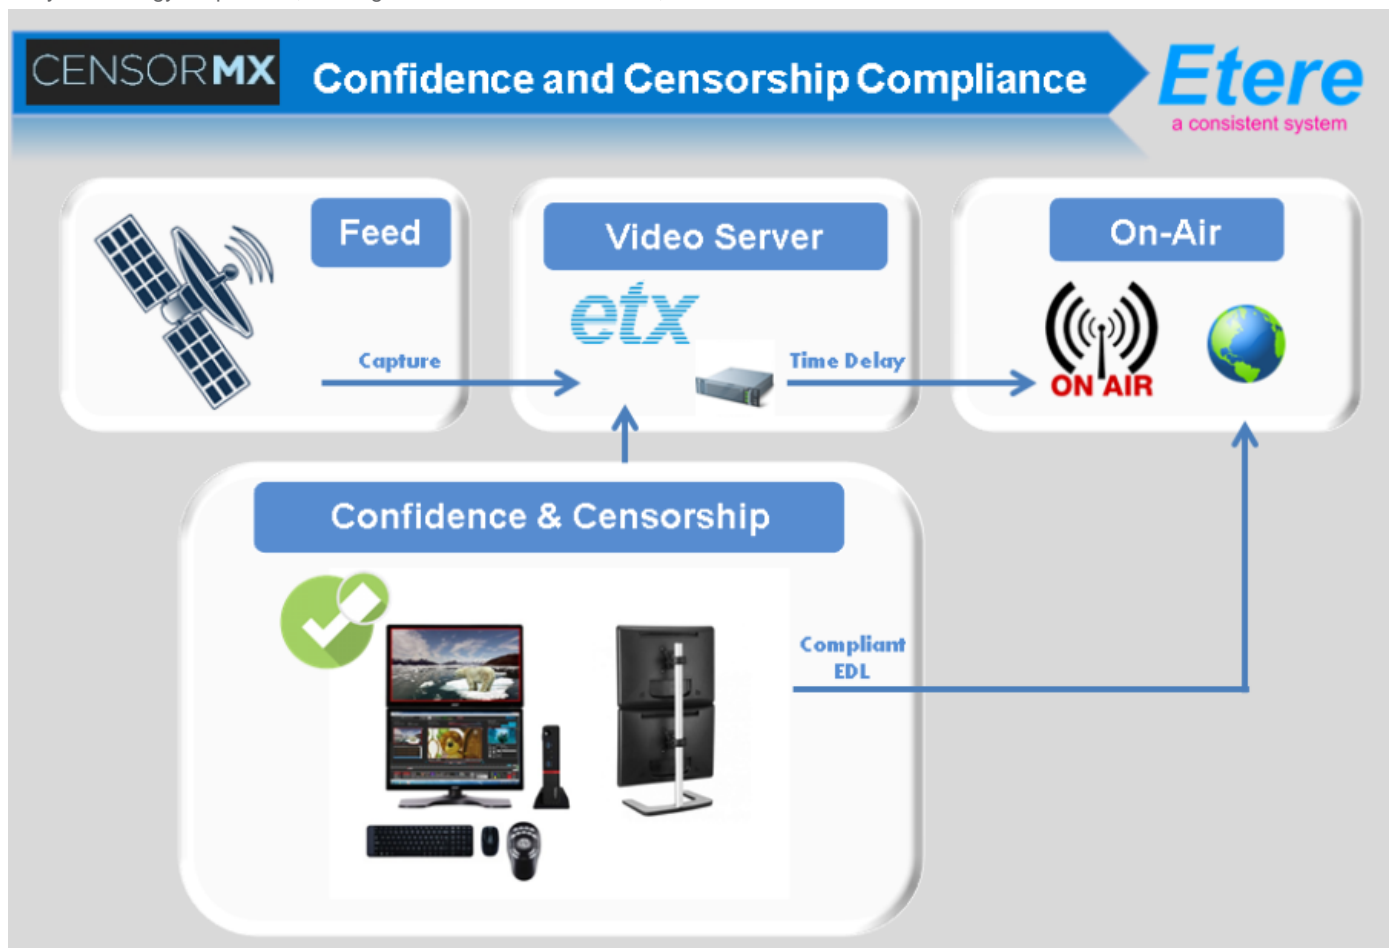 CENSORMX
Confidence and Censorship Compliance
Etere
a consistent system
Feed
Video Server
On-Air
etx
Capture
Time Delay
ON AIR
Confidence & Censorship
Compliant
EDL